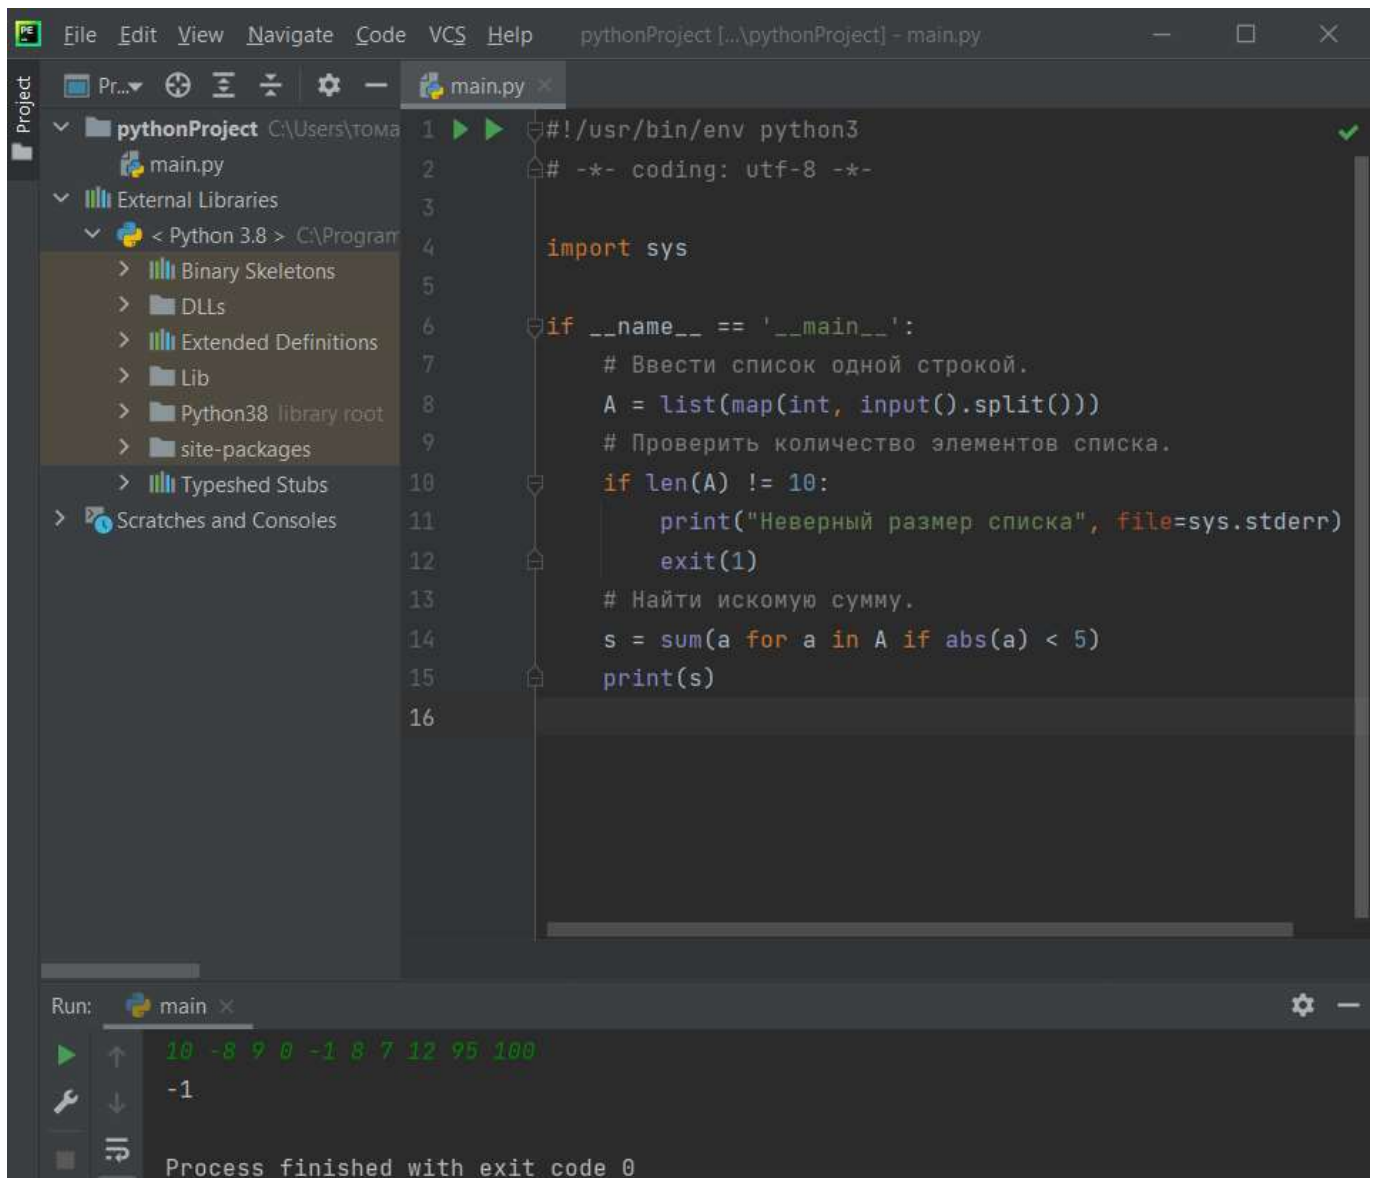 PE File Edit View Navigate Code VCS Help pythonProject [...\pythonProject] - main.py
Project
Pr... main.py
pythonProject C:\Users\тома
main.py
External Libraries
< Python 3.8 > C:\Program
Binary Skeletons
DLLs
Extended Definitions
Lib
Python38 library root
site-packages
Typeshed Stubs
Scratches and Consoles
1 #!/usr/bin/env python3
2 # -*- coding: utf-8 -*-
3
4 import sys
5
6 if __name__ == '__main__':
7 # Ввести список одной строкой.
8 A = list(map(int, input().split()))
9 # Проверить количество элементов списка.
10 if len(A) != 10:
11 print("Неверный размер списка", file=sys.stderr)
12 exit(1)
13 # Найти искомую сумму.
14 s = sum(a for a in A if abs(a) < 5)
15 print(s)
16
Run: main
10 -8 9 0 -1 8 7 12 95 100
-1
Process finished with exit code 0